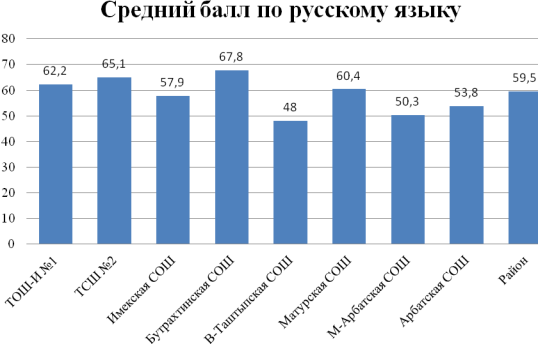 Средний балл по русскому языку
80
70
60
50
40
30
20
10
0
62,2
65,1
57,9
67,8
48
60,4
50,3
53,8
59,5
ТОШ-И №1
ТСШ №2
Имекская СОШ
Бутрахтинская СОШ
В-Таштыпская СОШ
Матурская СОШ
М-Арбатская СОШ
Арбатская СОШ
Район